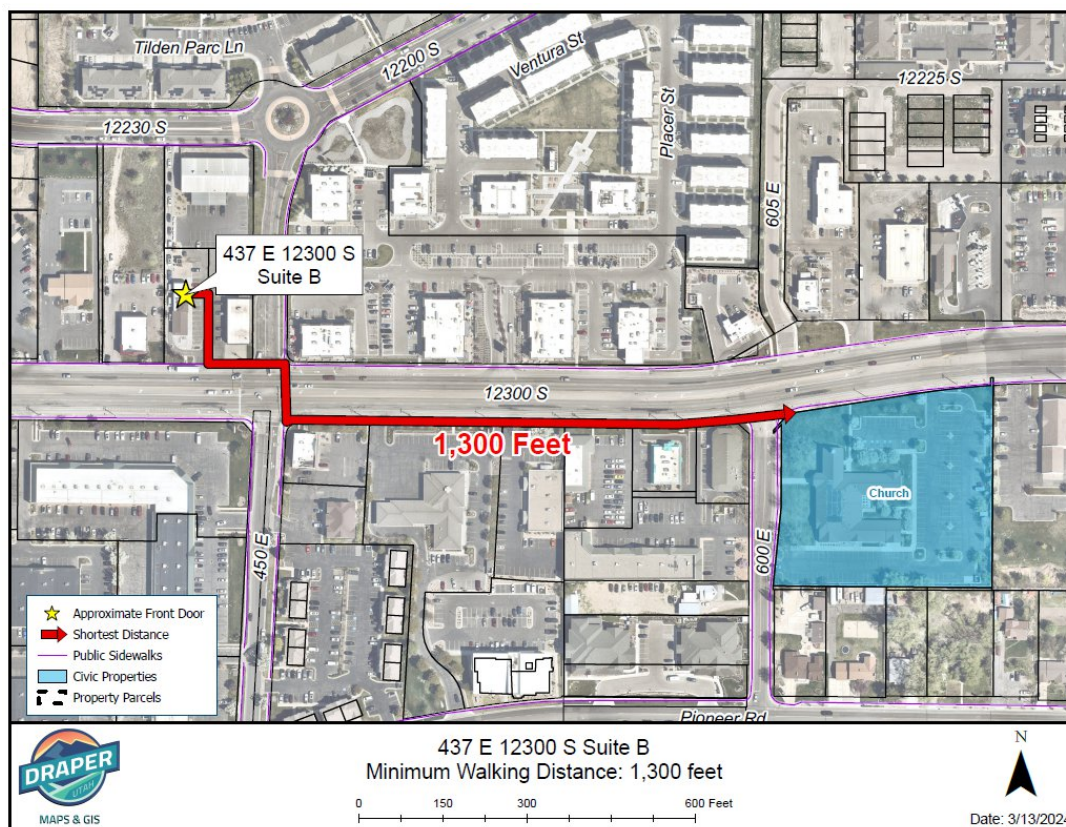 Tilden Parc Ln
12200 S
Ventura St
12225 S
12230 S
Placer St
605 E
437 E 12300 S
Suite B
12300 S
1,300 Feet
Church
450 E
600 E
Approximate Front Door
Shortest Distance
Public Sidewalks
Civic Properties
Property Parcels
Pioneer Rd
DRAPER
UTAH
MAPS & GIS
437 E 12300 S Suite B
Minimum Walking Distance: 1,300 feet
0 150 300 600 Feet
N
Date: 3/13/2024